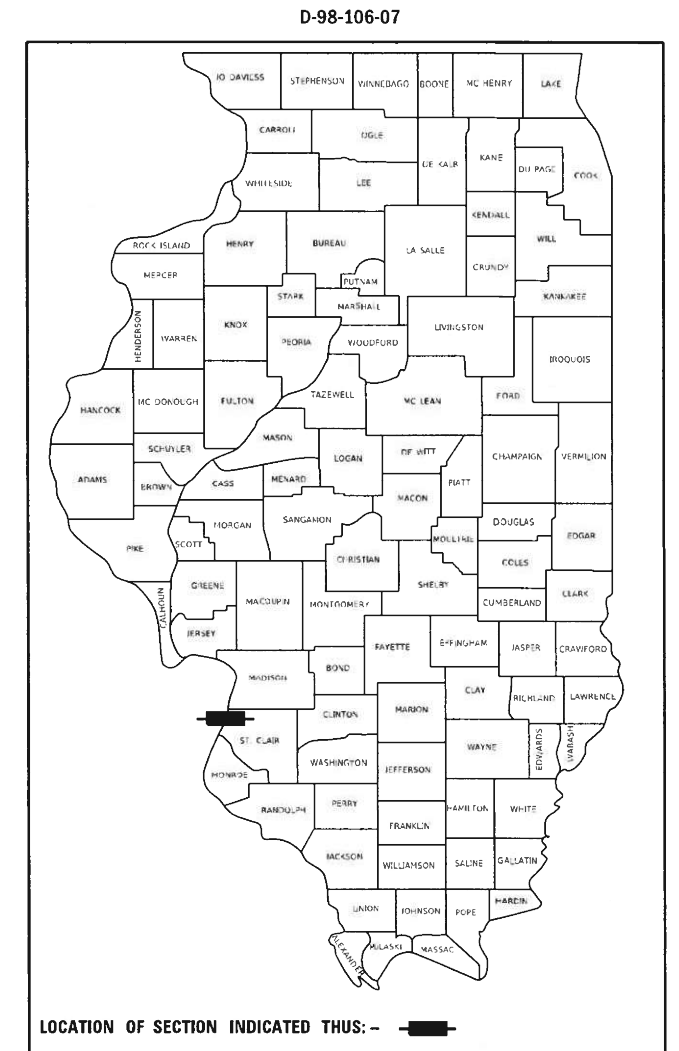 D-98-106-07
JO DAVIESS STEPHENSON WINNEBAGO BOONE MC HENRY LAKE
CARROLL OGLE
DE KALB KANE DU PAGE COOK
WHITESIDE LEE
KENDALL
ROCK ISLAND HENRY BUREAU LA SALLE WILL
GRUNDY
MERCER PUTNAM
STARK MARSHALL KANKAKEE
HENDERSON WARREN KNOX PEORIA WOODFORD LIVINGSTON
IROQUOIS
HANCOCK MC DONOUGH FULTON TAZEWELL MC LEAN FORD
MASON
SCHUYLER LOGAN DE WITT CHAMPAIGN VERMILION
ADAMS BROWN CASS MENARD PIATT
MACON
MORGAN SANGAMON DOUGLAS
PIKE SCOTT MOULTRIE EDGAR
CHRISTIAN COLES
GREENE SHELBY
CALHOUN MACOUPIN MONTGOMERY CUMBERLAND CLARK
JERSEY FAYETTE EFFINGHAM JASPER CRAWFORD
MADISON BOND
CLAY RICHLAND LAWRENCE
CLINTON MARION
ST. CLAIR WAYNE EDWARDS WABASH
MONROE WASHINGTON JEFFERSON
RANDOLPH PERRY HAMILTON WHITE
FRANKLIN
JACKSON WILLIAMSON SALINE GALLATIN
UNION JOHNSON POPE HARDIN
ALEXANDER PULASKI MASSAC
LOCATION OF SECTION INDICATED THUS: -